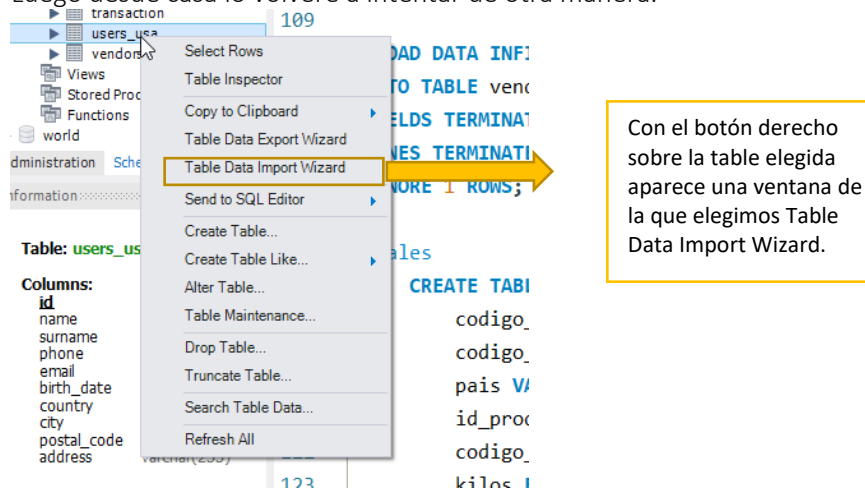 Luego desde casa lo volveré a intentar de otra manera.
transaction
users_usa
vendors
Views
Stored Proc
Functions
world
dministration Sche
nformation
Table: users_us
Columns:
id
name
surname
phone
email
birth_date
country
city
postal_code
address varchar(255)
Select Rows
Table Inspector
Copy to Clipboard
Table Data Export Wizard
Table Data Import Wizard
Send to SQL Editor
Create Table...
Create Table Like...
Alter Table...
Table Maintenance...
Drop Table...
Truncate Table...
Search Table Data...
Refresh All
109
OAD DATA INFI
TO TABLE vend
ELDS TERMINAT
NES TERMINATE
NORE 1 ROWS;
ales
CREATE TABL
codigo_
codigo_
pais VA
id_prod
codigo_
123 kilos
Con el botón derecho
sobre la table elegida
aparece una ventana de
la que elegimos Table
Data Import Wizard.